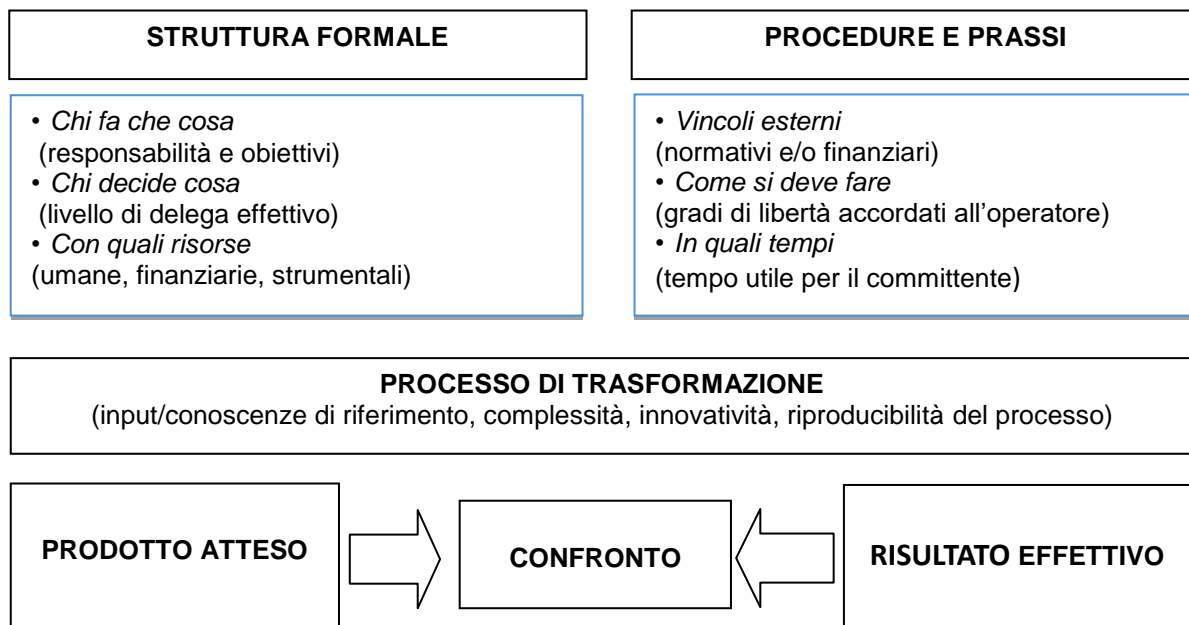 STRUTTURA FORMALE
• Chi fa che cosa
(responsabilità e obiettivi)
• Chi decide cosa
(livello di delega effettivo)
• Con quali risorse
(umane, finanziarie, strumentali)
PROCEDURE E PRASSI
• Vincoli esterni
(normativi e/o finanziari)
• Come si deve fare
(gradi di libertà accordati all’operatore)
• In quali tempi
(tempo utile per il committente)
PROCESSO DI TRASFORMAZIONE
(input/conoscenze di riferimento, complessità, innovatività, riproducibilità del processo)
PRODOTTO ATTESO
CONFRONTO
RISULTATO EFFETTIVO